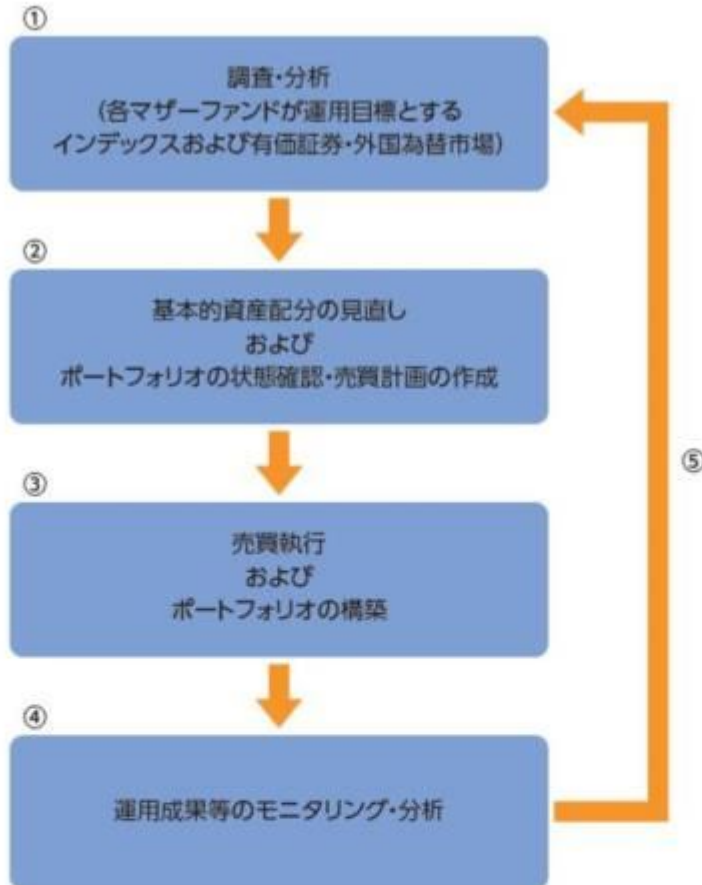 ①
調査・分析
(各マザーファンドが運用目標とする
インデックスおよび有価証券・外国為替市場)
②
基本的資産配分の見直し
および
ポートフォリオの状態確認・売買計画の作成
⑤
③
売買執行
および
ポートフォリオの構築
④
運用成果等のモニタリング・分析